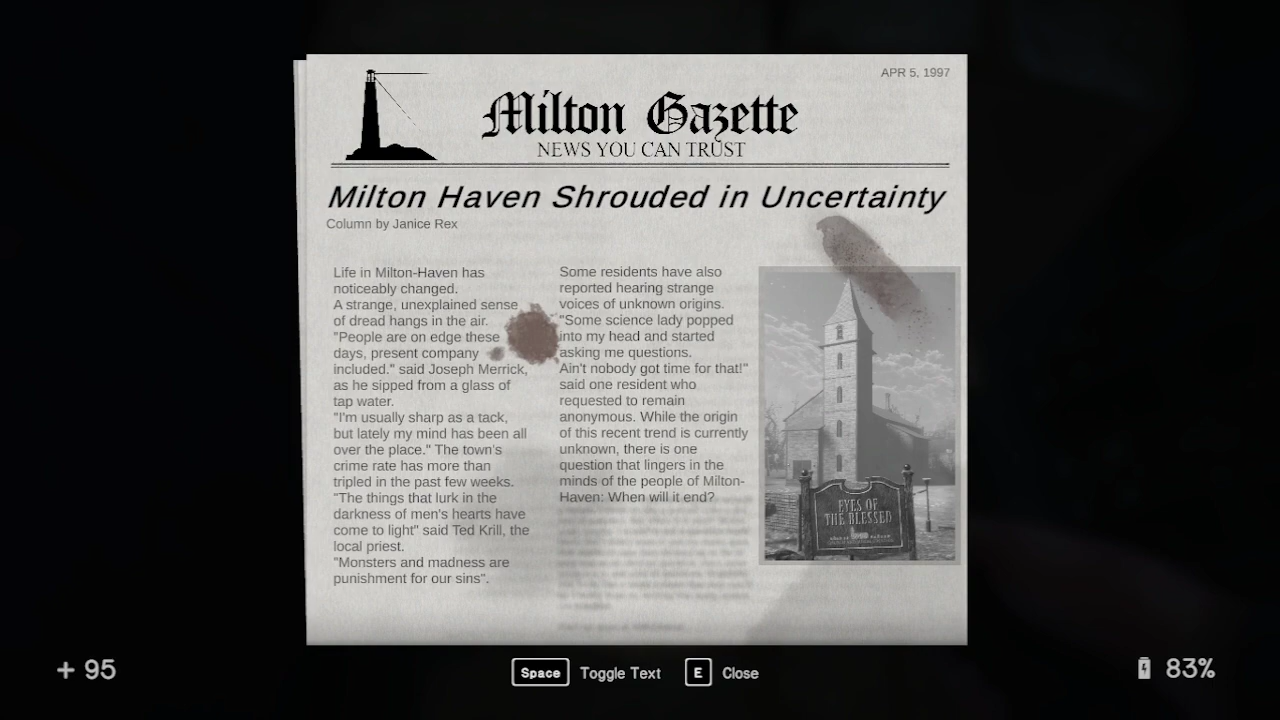 APR 5, 1997
Milton Gazette
NEWS YOU CAN TRUST
Milton Haven Shrouded in Uncertainty
Column by Janice Rex
Life in Milton-Haven has
noticeably changed.
A strange, unexplained sense
of dread hangs in the air.
"People are on edge these
days, present company
included." said Joseph Merrick,
as he sipped from a glass of
tap water.
"I'm usually sharp as a tack,
but lately my mind has been all
over the place." The town's
crime rate has more than
tripled in the past few weeks.
"The things that lurk in the
darkness of men's hearts have
come to light" said Ted Krill, the
local priest.
"Monsters and madness are
punishment for our sins".
Some residents have also
reported hearing strange
voices of unknown origins.
"Some science lady popped
into my head and started
asking me questions.
Ain't nobody got time for that!"
said one resident who
requested to remain
anonymous. While the origin
of this recent trend is currently
unknown, there is one
question that lingers in the
minds of the people of Milton-
Haven: When will it end?
EYES OF
THE BLESSED
+ 95
Space Toggle Text E Close
83%